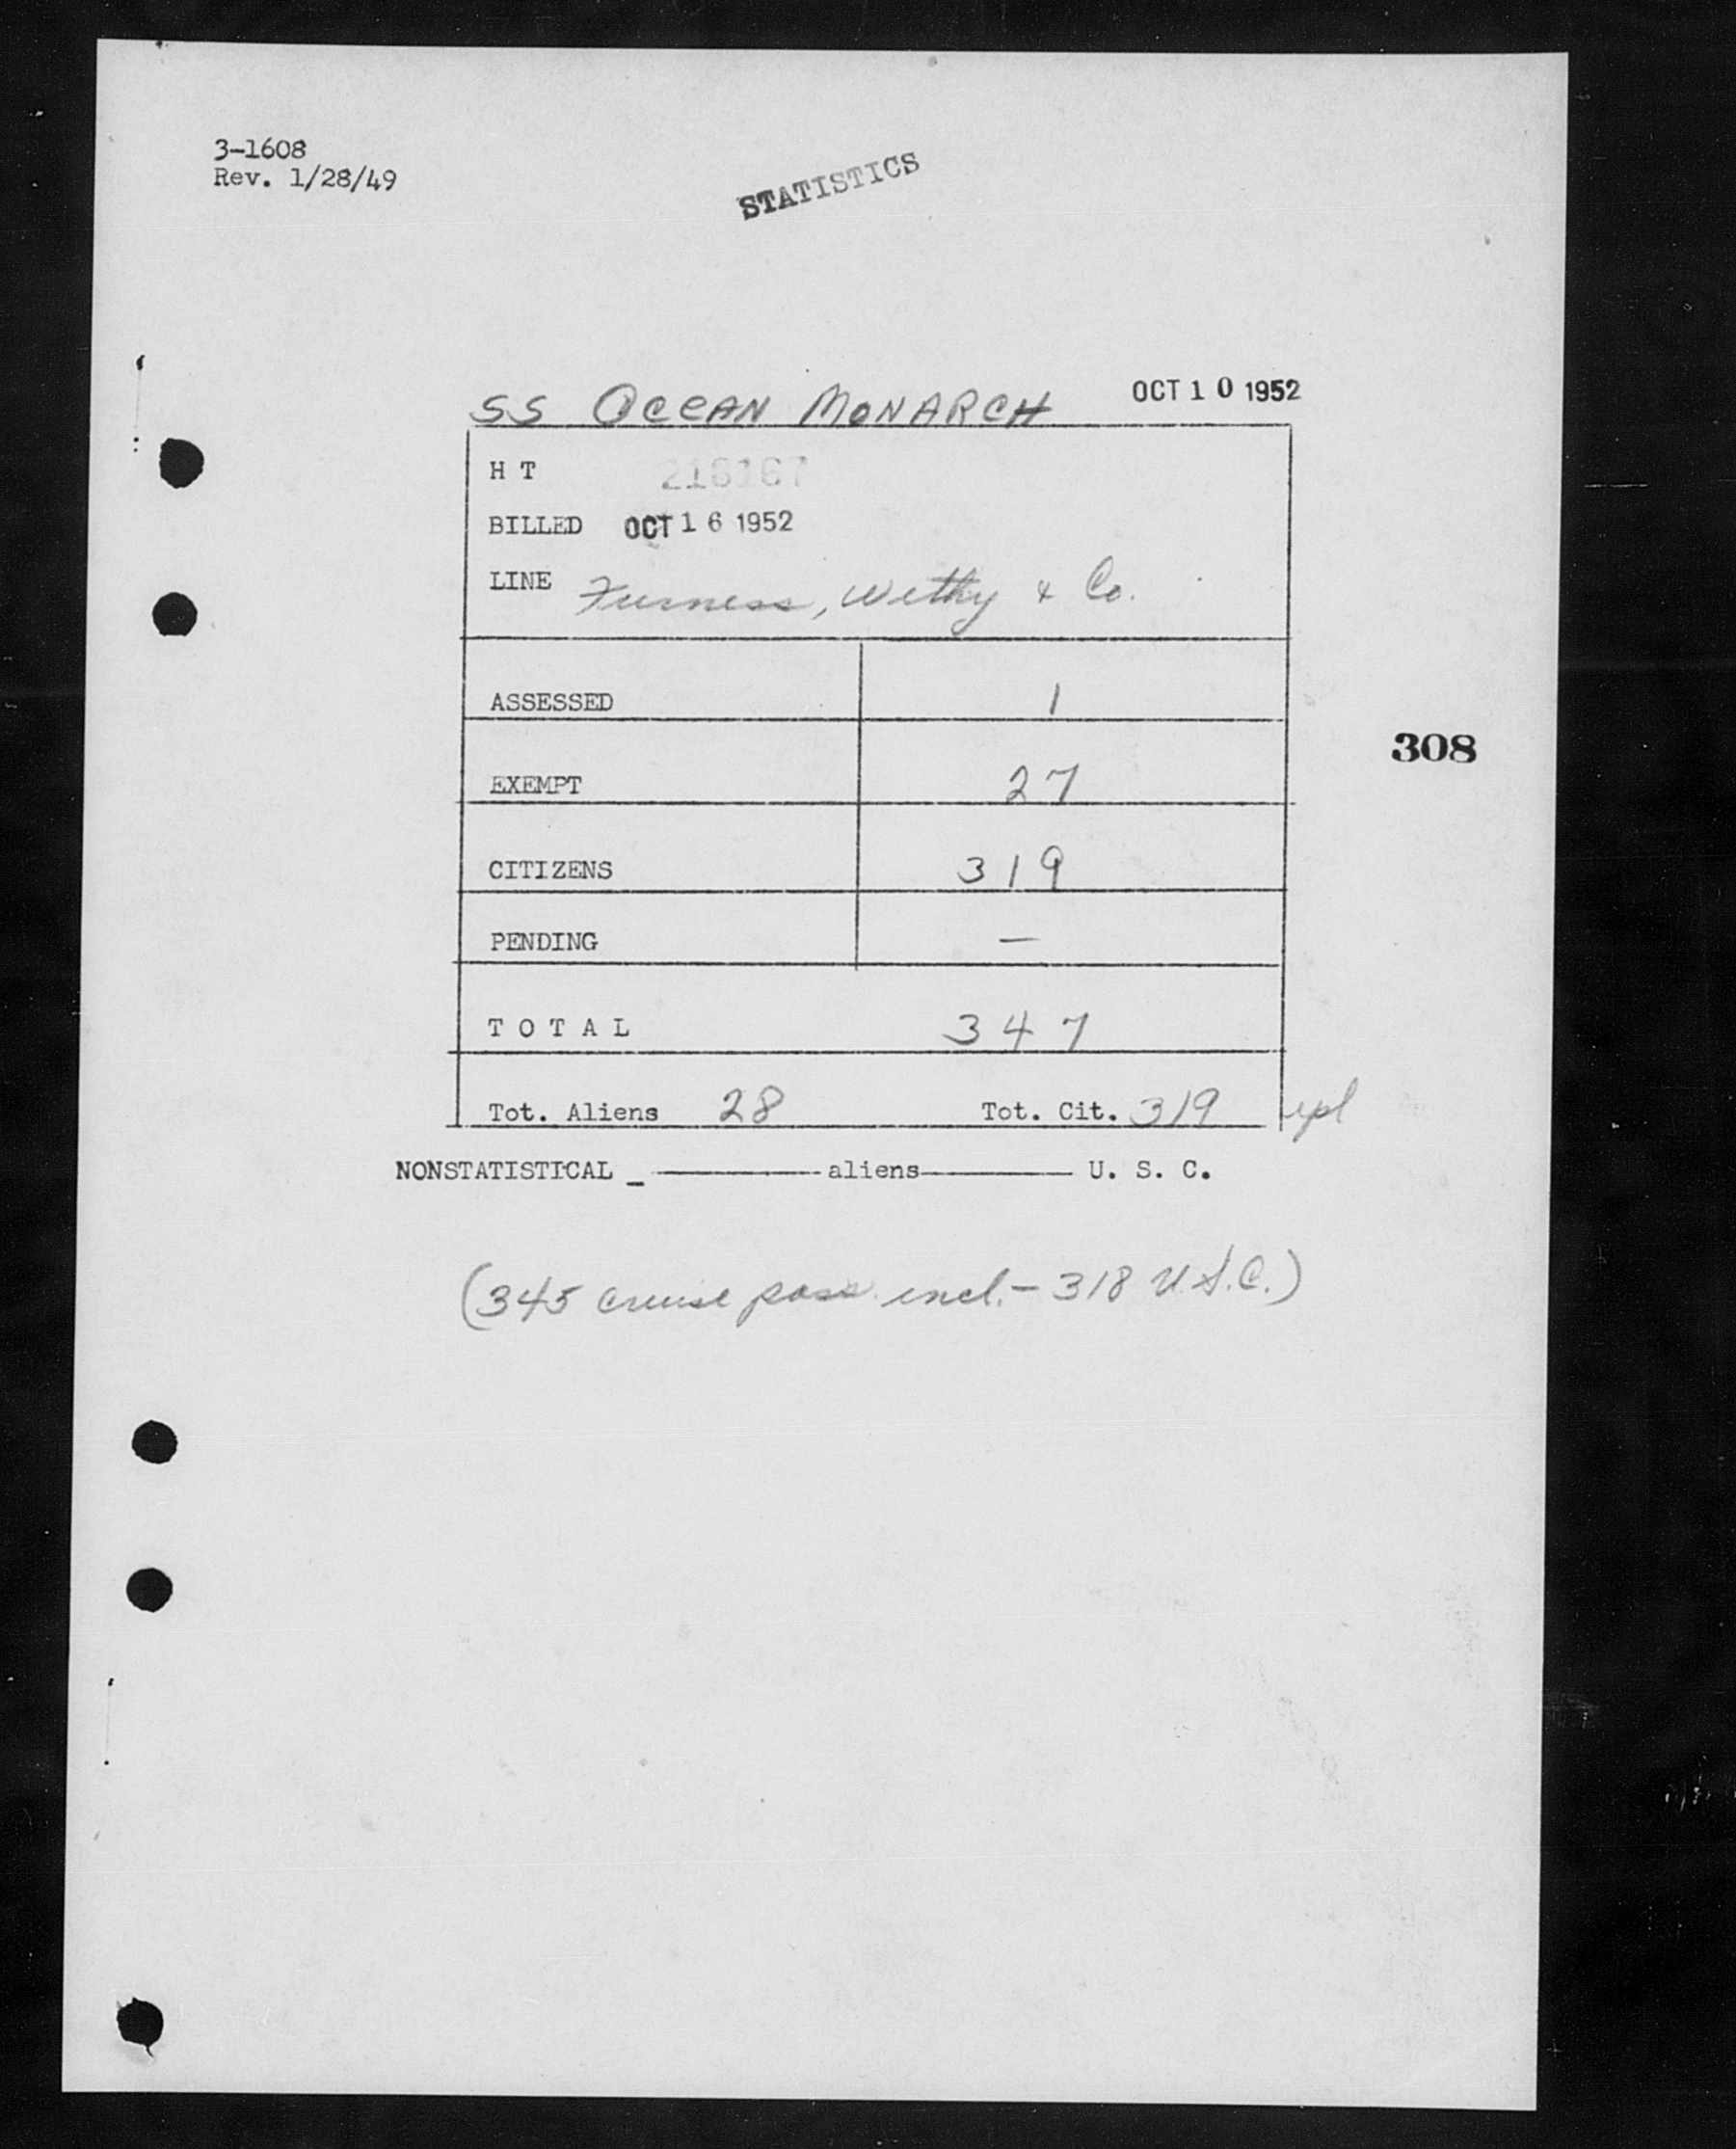 3-1608
Rev. 1/28/49
STATISTICS
SS OCEAN MONARCH OCT 10 1952
H T
BILLED OCT 16 1952
LINE Furness, Withy & Co.
ASSESSED 1
308
EXEMPT 27
CITIZENS 319
PENDING —
TOTAL 347
Tot. Aliens 28 Tot. Cit. 319
NONSTATISTICAL _ ——— aliens ——— U. S. C.
(345 cruise pass. incl. - 318 U.S.C.)